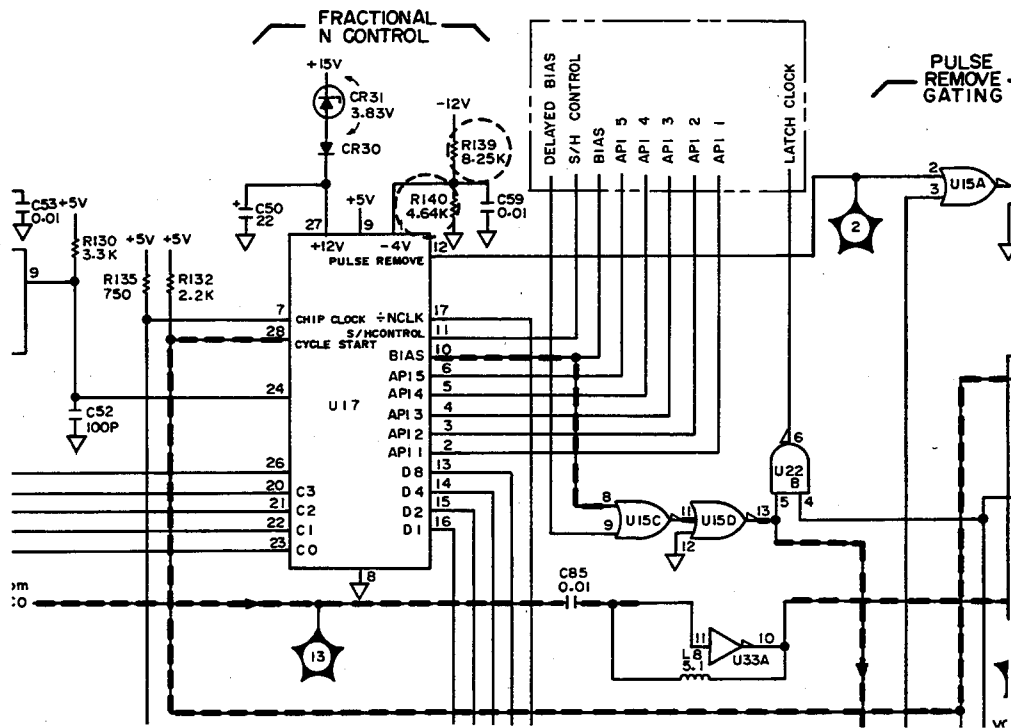 FRACTIONAL
N CONTROL
+15V
CR31
3.83V
CR30
-12V
R139
8.25K
R140
4.64K
C59
0.01
C50
22
+5V
27
9
+12V
-4V
12
PULSE REMOVE
C53
0.01
+5V
R130
3.3K
9
+5V
+5V
R135
750
R132
2.2K
7
CHIP CLOCK
÷NCLK
17
28
S/HCONTROL
11
CYCLE START
BIAS
10
API5
6
API4
5
24
API3
4
U17
C52
100P
API2
3
API1
2
26
D8
13
20
C3
D4
14
21
C2
D2
15
22
C1
D1
16
23
C0
8
DELAYED BIAS
S/H CONTROL
BIAS
API 5
API 4
API 3
API 2
API 1
LATCH CLOCK
PULSE
REMOVE
GATING
2
3
U15A
2
6
U22
B
5
4
8
9
U15C
11
12
U15D
13
om
CO
13
C85
0.01
11
10
U33A
L8
5.1
VC